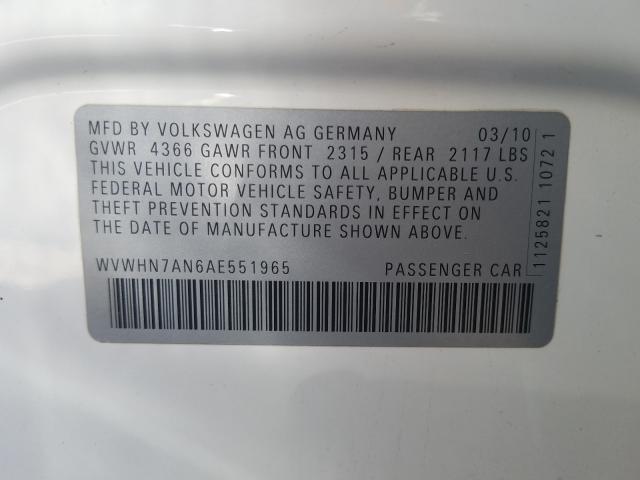 MFD BY VOLKSWAGEN AG GERMANY 03/10
GVWR 4366 GAWR FRONT 2315 / REAR 2117 LBS
THIS VEHICLE CONFORMS TO ALL APPLICABLE U.S.
FEDERAL MOTOR VEHICLE SAFETY, BUMPER AND
THEFT PREVENTION STANDARDS IN EFFECT ON
THE DATE OF MANUFACTURE SHOWN ABOVE.
WVWHN7AN6AE551965 PASSENGER CAR
1125821 10721